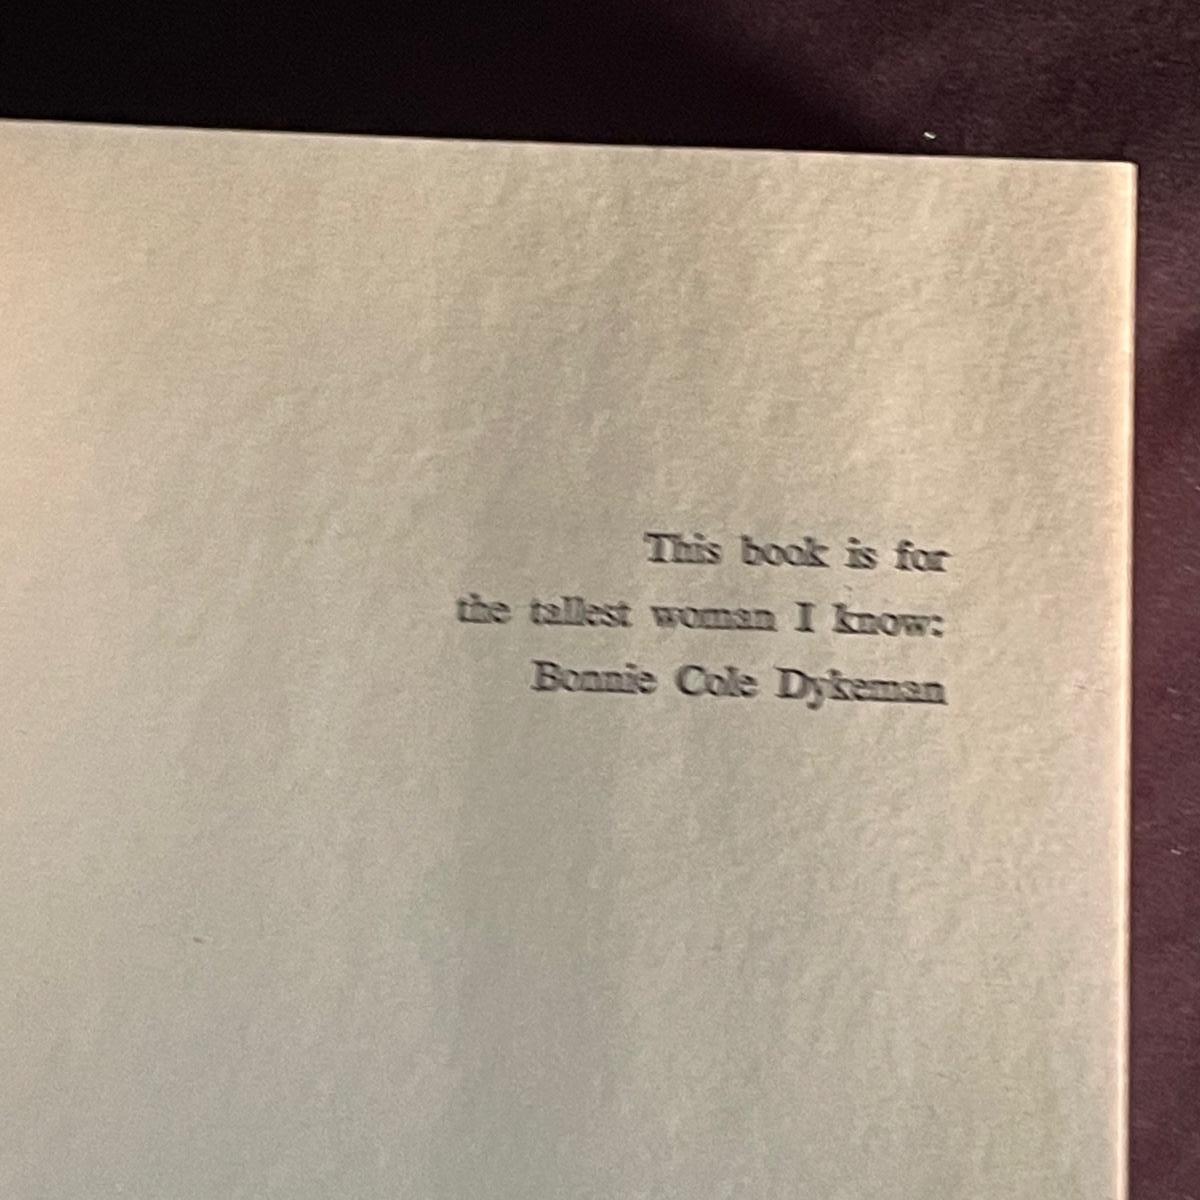 This book is for
the tallest woman I know:
Bonnie Cole Dykeman